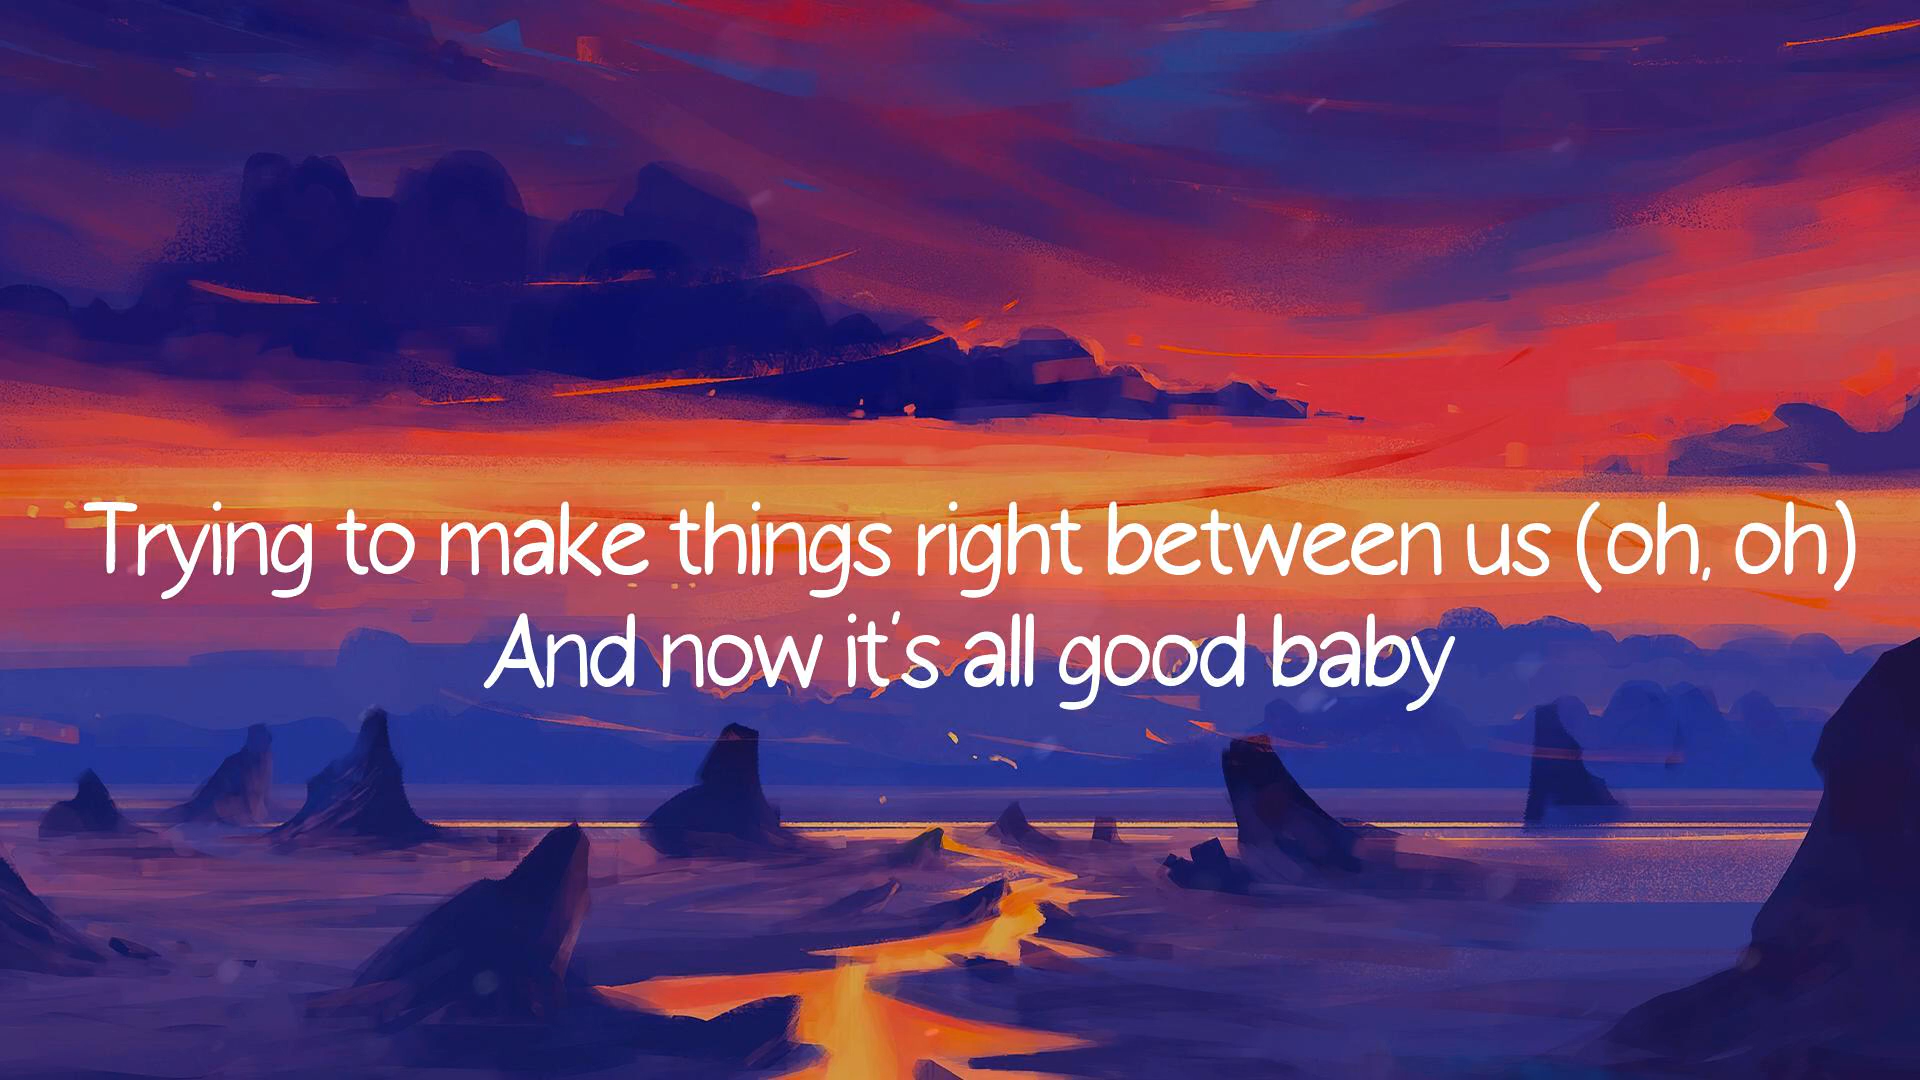 Trying to make things right between us (oh, oh)
And now it's all good baby